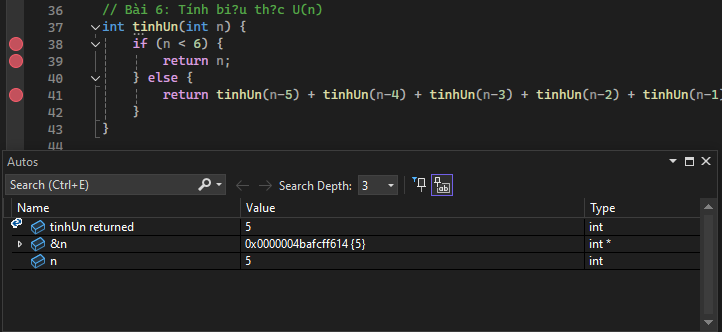 36 // Bài 6: Tính bi?u th?c U(n)
37 int tinhUn(int n) {
38 if (n < 6) {
39 return n;
40 } else {
41 return tinhUn(n-5) + tinhUn(n-4) + tinhUn(n-3) + tinhUn(n-2) + tinhUn(n-1)
42 }
43 }
44
Autos
Search (Ctrl+E) Search Depth: 3
Name Value Type
tinhUn returned 5 int
&n 0x0000004bafcff614 {5} int *
n 5 int